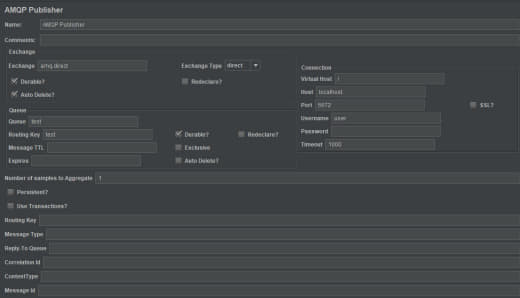 AMQP Publisher
Name: AMQP Publisher
Comments:
Exchange
Exchange amq.direct Exchange Type direct
Durable? Redeclare?
Auto Delete?
Connection
Virtual Host /
Host localhost
Port 5672 SSL?
Username user
Password
Timeout 1000
Queue
Queue test
Routing Key test Durable? Redeclare?
Message TTL Exclusive
Expires Auto Delete?
Number of samples to Aggregate 1
Persistent?
Use Transactions?
Routing Key
Message Type
Reply-To Queue
Correlation Id
ContentType
Message Id